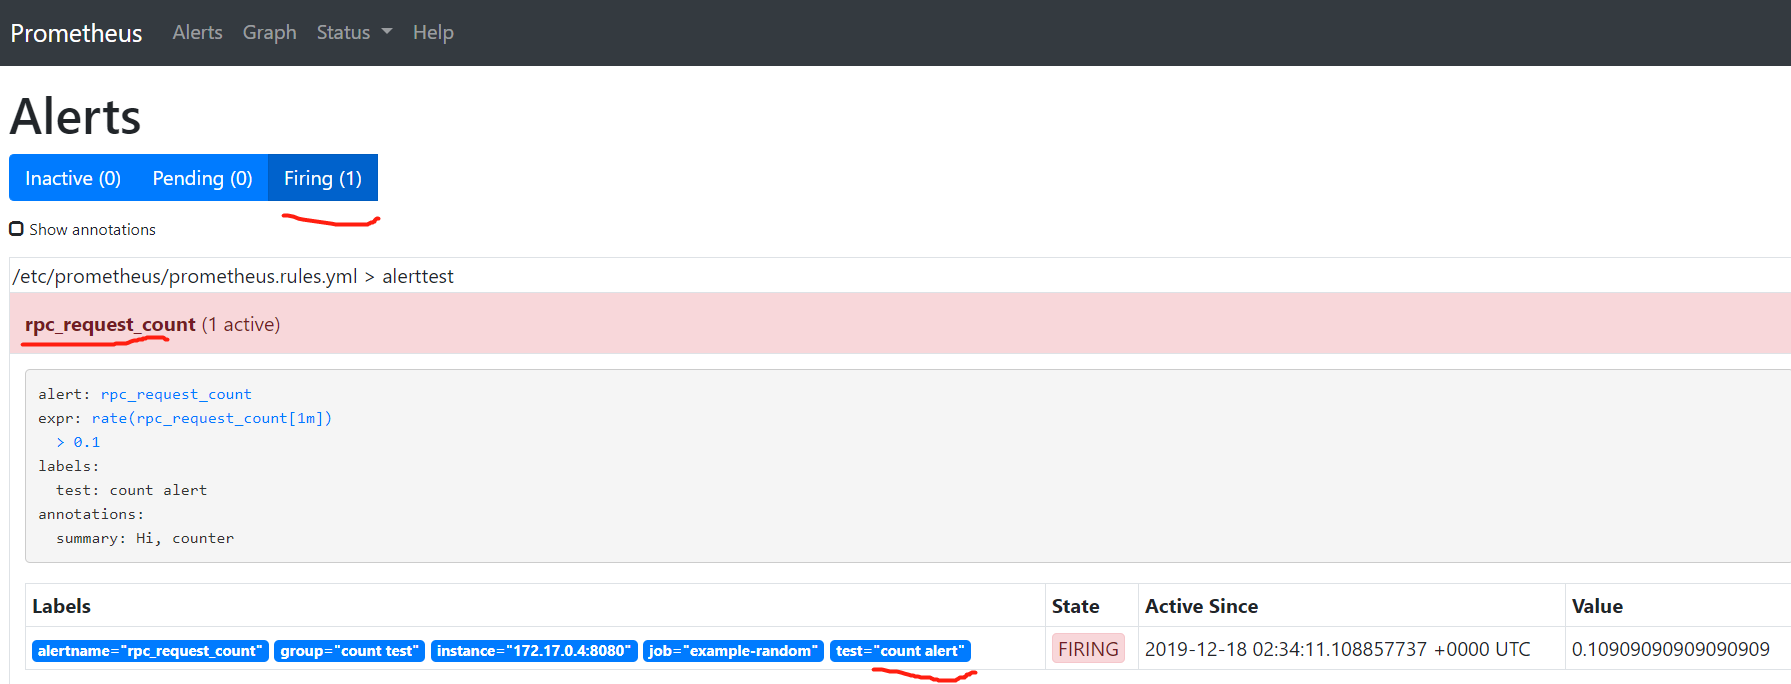 Prometheus Alerts Graph Status Help
Alerts
Inactive (0) Pending (0) Firing (1)
Show annotations
/etc/prometheus/prometheus.rules.yml > alerttest
rpc_request_count (1 active)
alert: rpc_request_count
expr: rate(rpc_request_count[1m])
> 0.1
labels:
test: count alert
annotations:
summary: Hi, counter
Labels State Active Since Value
alertname="rpc_request_count" group="count test" instance="172.17.0.4:8080" job="example-random" test="count alert" FIRING 2019-12-18 02:34:11.108857737 +0000 UTC 0.10909090909090909